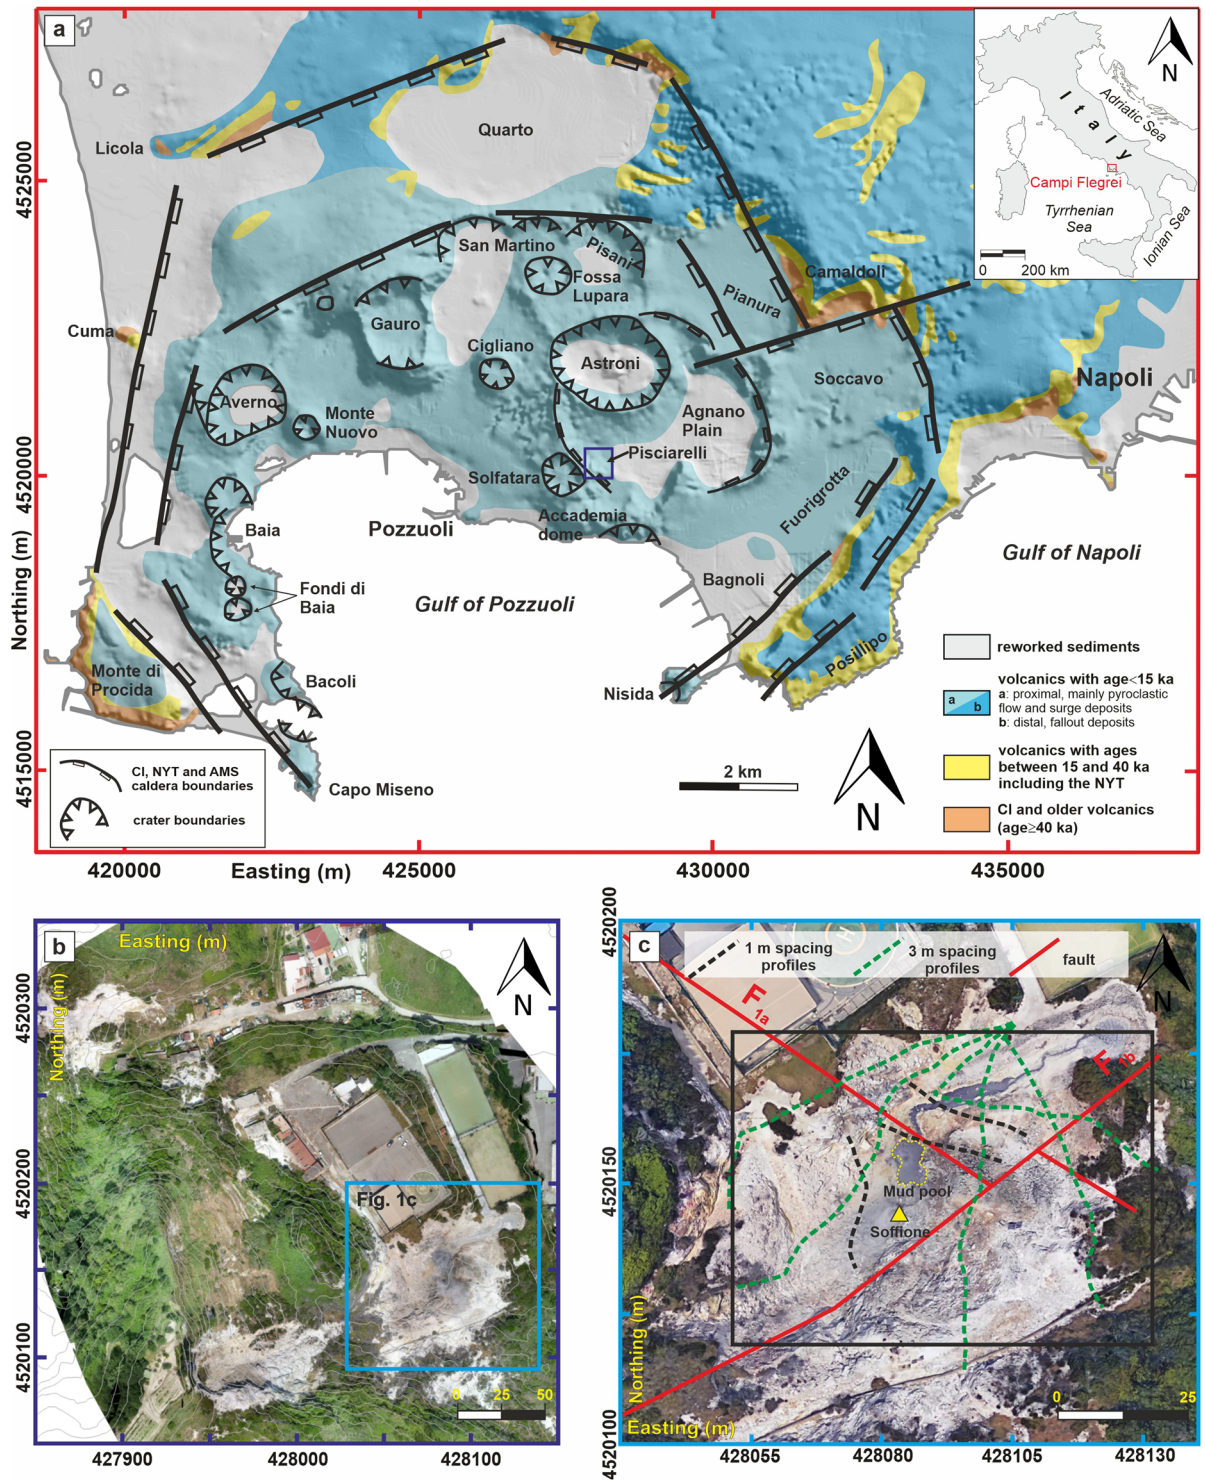 a
N
Italy
Adriatic Sea
Campi Flegrei
Tyrrhenian
Sea
Ionian Sea
0
200 km
Licola
Quarto
San Martino
Pisani
Fossa
Lupara
Camaldoli
Pianura
Cuma
Gauro
Cigliano
Astroni
Soccavo
Napoli
Averno
Monte
Nuovo
Agnano
Plain
Pisciarelli
Solfatara
Fuorigrotta
Accademia
dome
Baia
Pozzuoli
Gulf of Napoli
Bagnoli
Fondi di
Baia
Gulf of Pozzuoli
Monte di
Procida
Bacoli
Nisida
Posillipo
Capo Miseno
reworked sediments
a
b
volcanics with age<15 ka
a: proximal, mainly pyroclastic
flow and surge deposits
b: distal, fallout deposits
volcanics with ages
between 15 and 40 ka
including the NYT
CI and older volcanics
(age≥40 ka)
CI, NYT and AMS
caldera boundaries
crater boundaries
2 km
N
4525000
4520000
4515000
Northing (m)
420000
Easting (m)
425000
430000
435000
b
Easting (m)
Northing (m)
N
Fig. 1c
0
25
50
4520300
4520200
4520100
427900
428000
428100
c
1 m spacing
profiles
3 m spacing
profiles
fault
N
H
F1a
F1b
Mud pool
Soffione
Northing (m)
Easting (m)
0
25
4520200
4520150
4520100
428055
428080
428105
428130